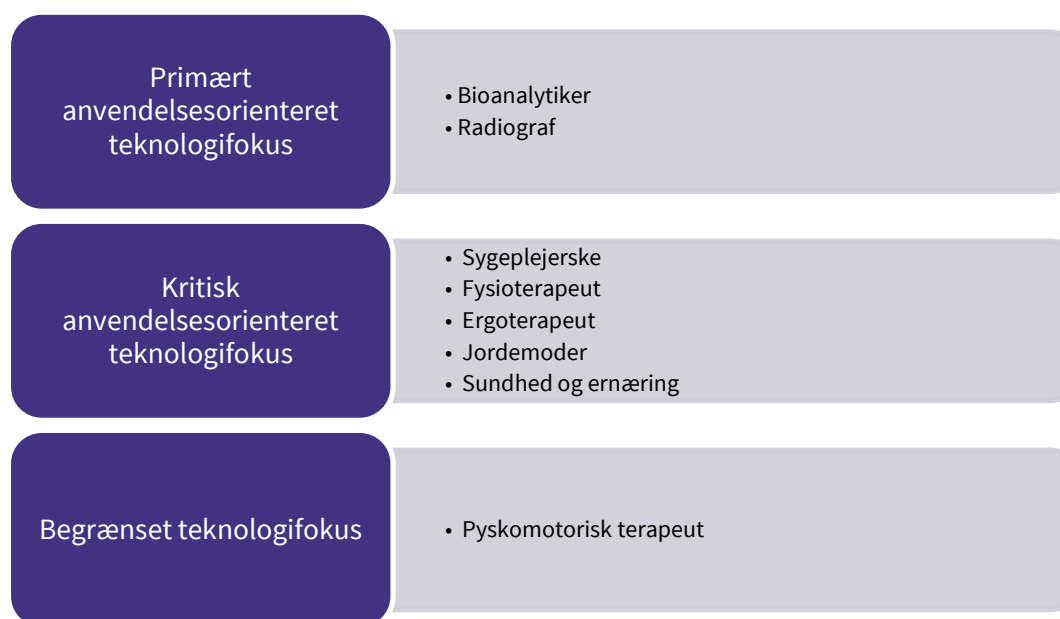 Primært
anvendelsesorienteret
teknologifokus
• Bioanalytiker
• Radiograf
Kritisk
anvendelsesorienteret
teknologifokus
• Sygeplejerske
• Fysioterapeut
• Ergoterapeut
• Jordemoder
• Sundhed og ernæring
Begrænset teknologifokus
• Pyskomotorisk terapeut